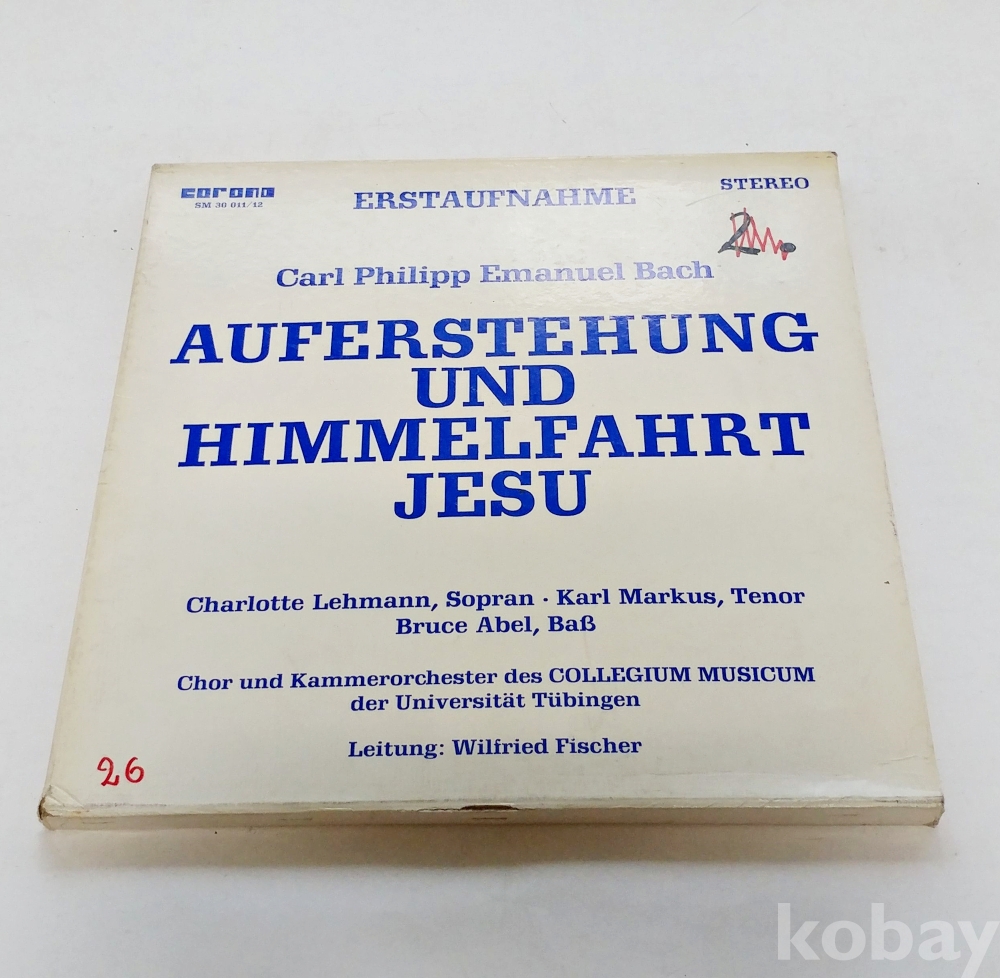 corona
SM 30 011/12
ERSTAUFNAHME
STEREO
2
Carl Philipp Emanuel Bach
AUFERSTEHUNG
UND
HIMMELFAHRT
JESU
Charlotte Lehmann, Sopran · Karl Markus, Tenor
Bruce Abel, Baß
Chor und Kammerorchester des COLLEGIUM MUSICUM
der Universität Tübingen
Leitung: Wilfried Fischer
26
kobay